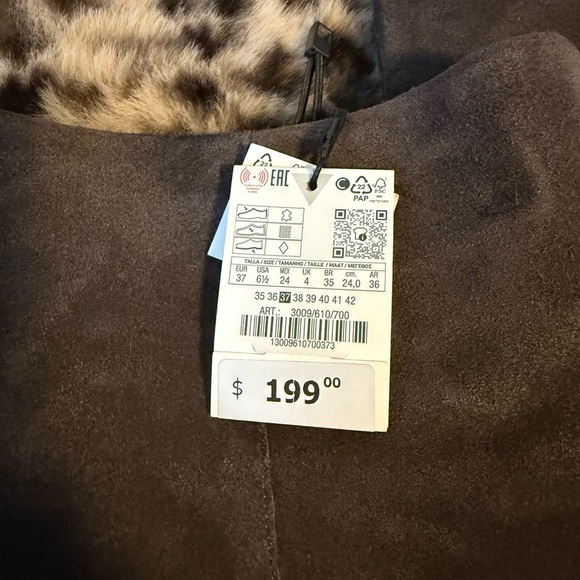 EAC
C
22
PAP
FSC
TALLA / SIZE / TAMANHO / TAILLE / MAAT / ΜΕΓΕΘΟΣ
EUR USA MEX UK BR cm. AR
37 6½ 24 4 35 24,0 36
35 36 37 38 39 40 41 42
ART.: 3009/610/700
13009610700373
$ 199 00